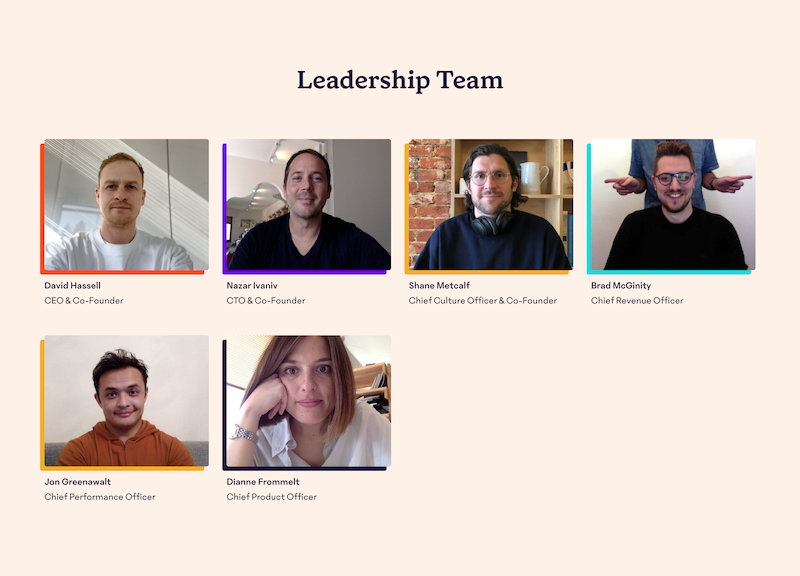 Leadership Team
David Hassell
CEO & Co-Founder
Nazar Ivaniv
CTO & Co-Founder
Shane Metcalf
Chief Culture Officer & Co-Founder
Brad McGinity
Chief Revenue Officer
Jon Greenawalt
Chief Performance Officer
Dianne Frommelt
Chief Product Officer